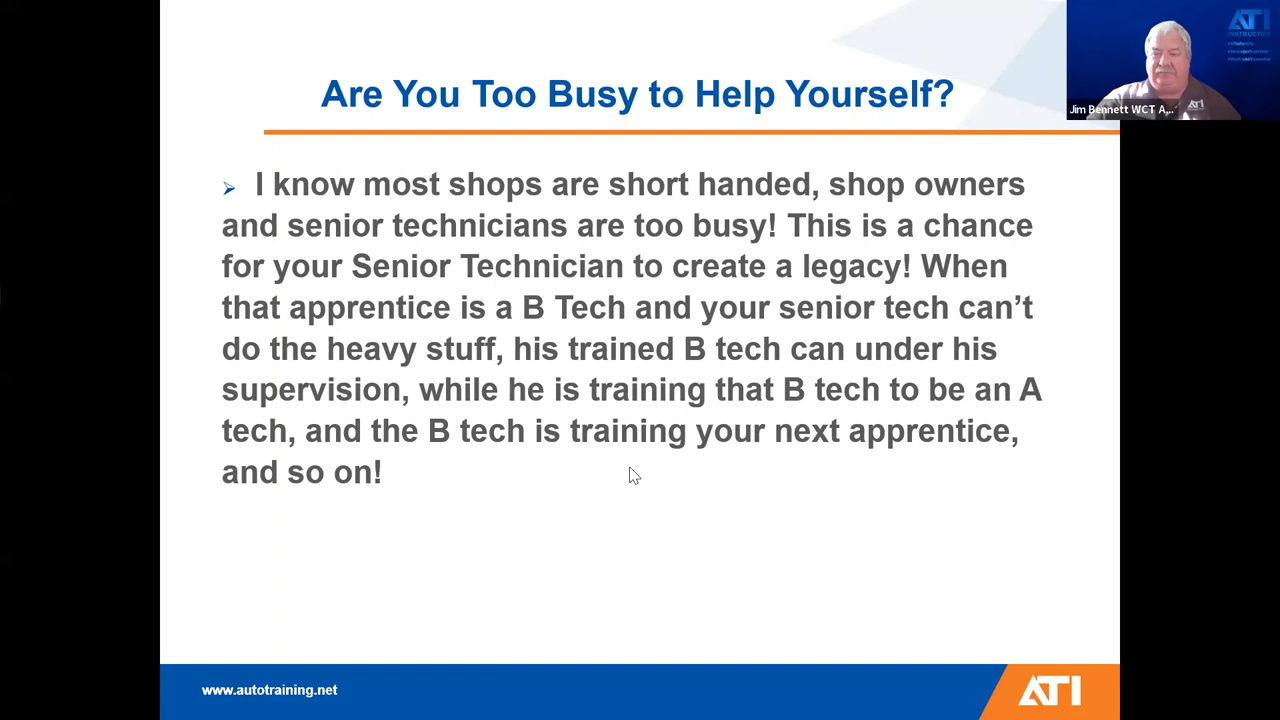 Are You Too Busy to Help Yourself?
I know most shops are short handed, shop owners
and senior technicians are too busy! This is a chance
for your Senior Technician to create a legacy! When
that apprentice is a B Tech and your senior tech can’t
do the heavy stuff, his trained B tech can under his
supervision, while he is training that B tech to be an A
tech, and the B tech is training your next apprentice,
and so on!
www.autotraining.net
ATI
ATI
INSTRUCTOR
ATI
Jim Bennett WCT A,...